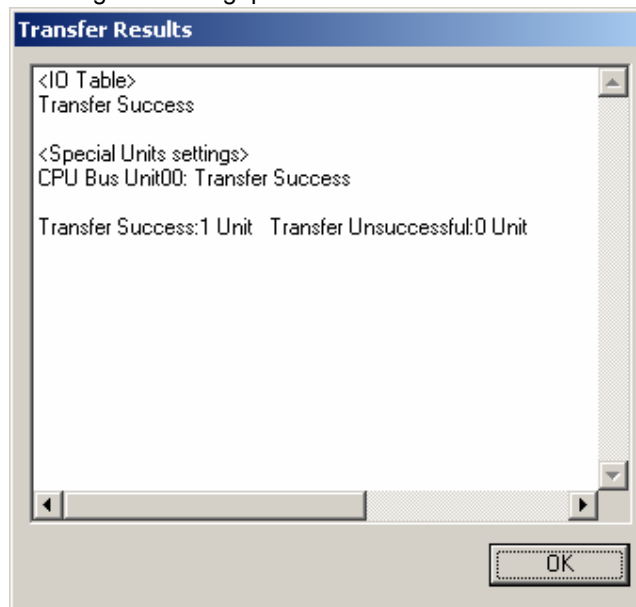 Transfer Results
<IO Table>
Transfer Success
<Special Units settings>
CPU Bus Unit00: Transfer Success
Transfer Success:1 Unit   Transfer Unsuccessful:0 Unit
OK